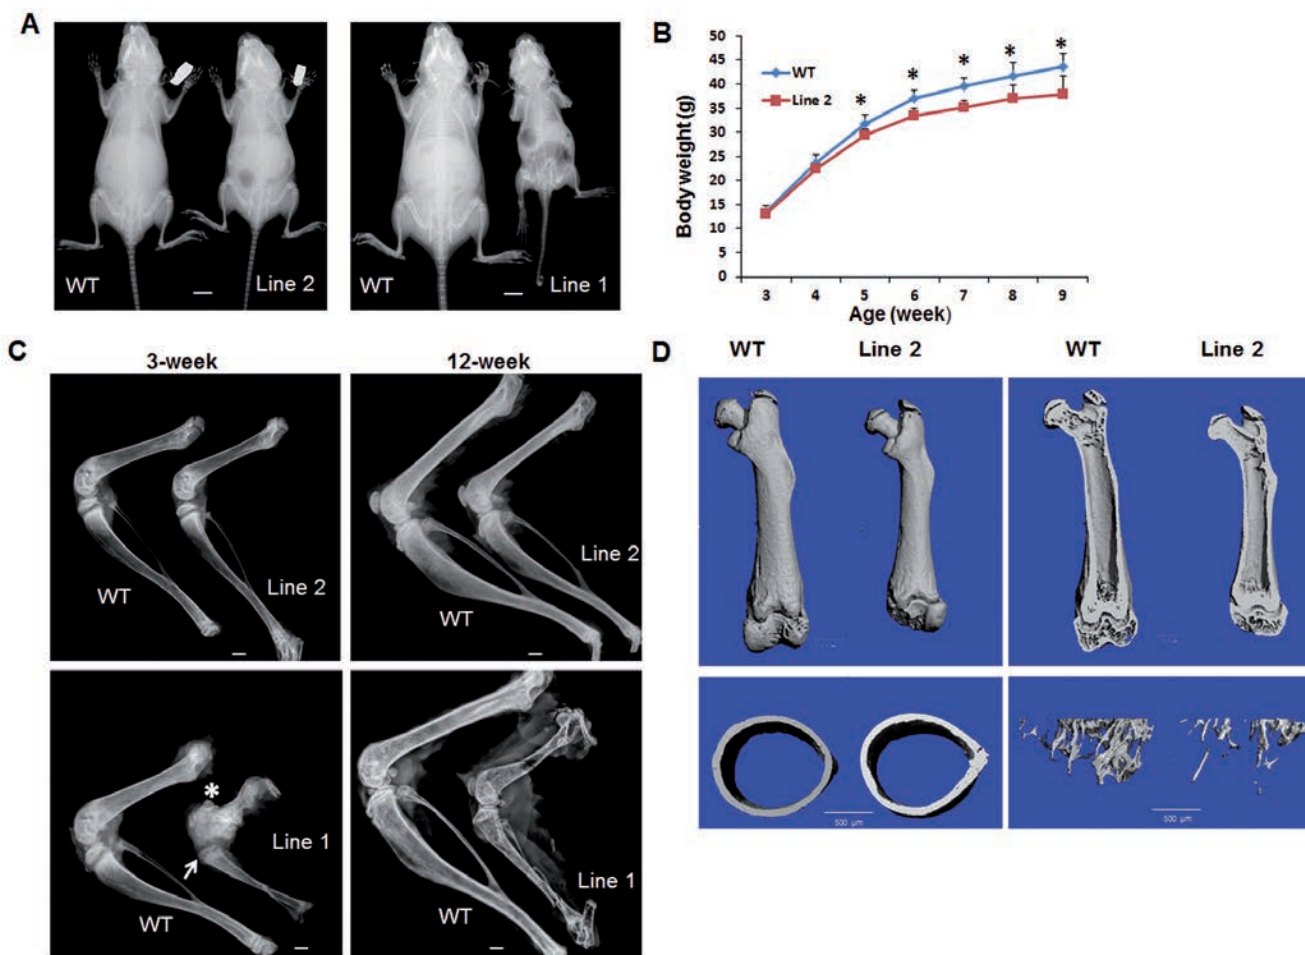 A
WT
Line 2
WT
Line 1
B
Body weight (g)
50
45
40
35
30
25
20
15
10
5
0
WT
Line 2
* * * * *
3 4 5 6 7 8 9
Age (week)
C
3-week 12-week
WT
Line 2
WT
Line 2
*
WT
Line 1
WT
Line 1
D
WT Line 2 WT Line 2
500 µm
500 µm